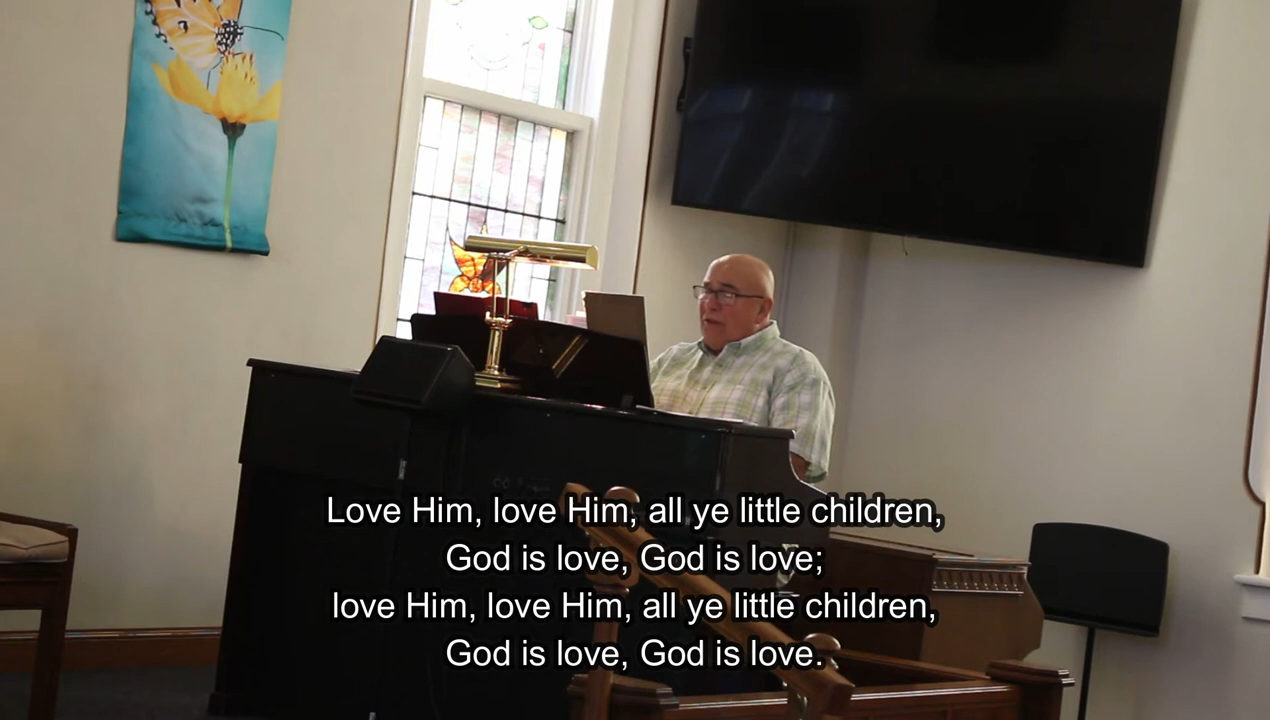 Love Him, love Him, all ye little children,
God is love, God is love;
love Him, love Him, all ye little children,
God is love, God is love.